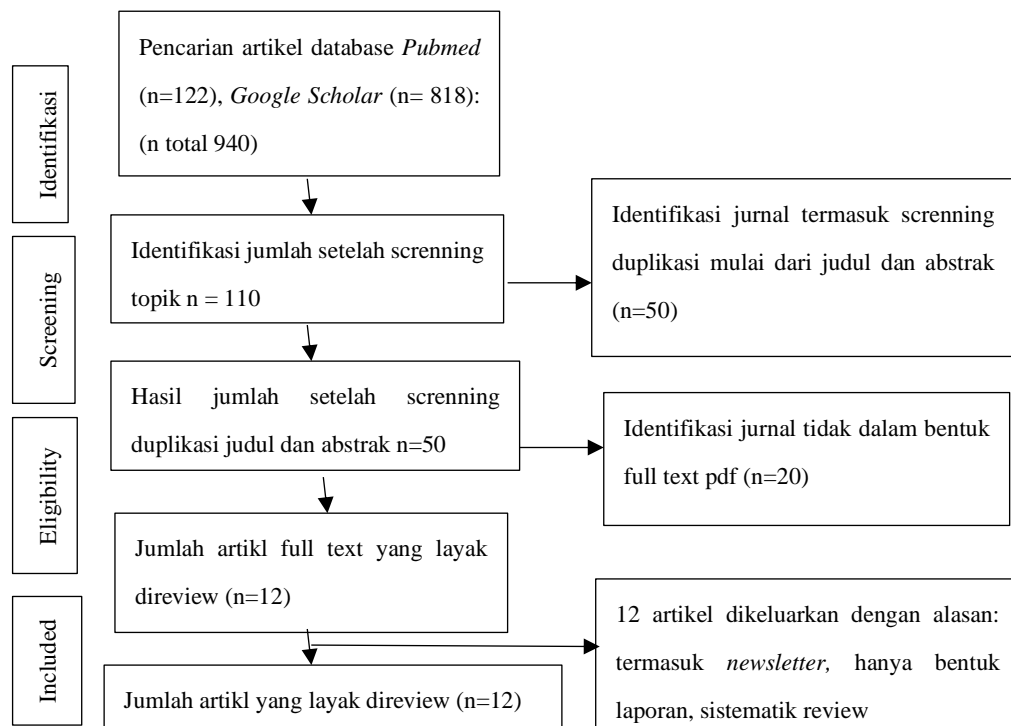 Pencarian artikel database Pubmed
(n=122), Google Scholar (n= 818):
(n total 940)
Identifikasi
Identifikasi jumlah setelah screnning
topik n = 110
Identifikasi jurnal termasuk screnning
duplikasi mulai dari judul dan abstrak
(n=50)
Screening
Hasil jumlah setelah screnning
duplikasi judul dan abstrak n=50
Identifikasi jurnal tidak dalam bentuk
full text pdf (n=20)
Eligibility
Jumlah artikl full text yang layak
direview (n=12)
12 artikel dikeluarkan dengan alasan:
termasuk newsletter, hanya bentuk
laporan, sistematik review
Included
Jumlah artikl yang layak direview (n=12)